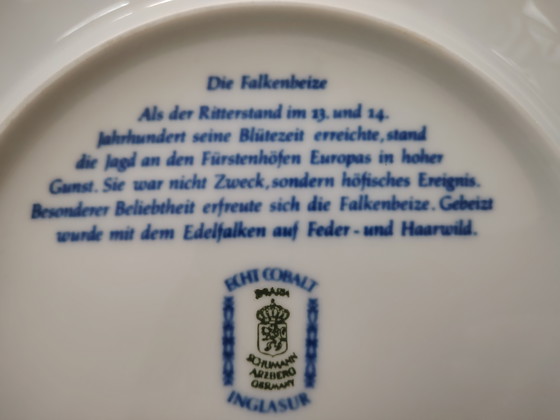 Die Falkenbeize
Als der Ritterstand im 13. und 14.
Jahrhundert seine Blütezeit erreichte, stand
die Jagd an den Fürstenhöfen Europas in hoher
Gunst. Sie war nicht Zweck, sondern höfisches Ereignis.
Besonderer Beliebtheit erfreute sich die Falkenbeize. Gebeizt
wurde mit dem Edelfalken auf Feder- und Haarwild.
ECHT COBALT
BAVARIA
SCHUMANN
ARZBERG
GERMANY
INGLASUR